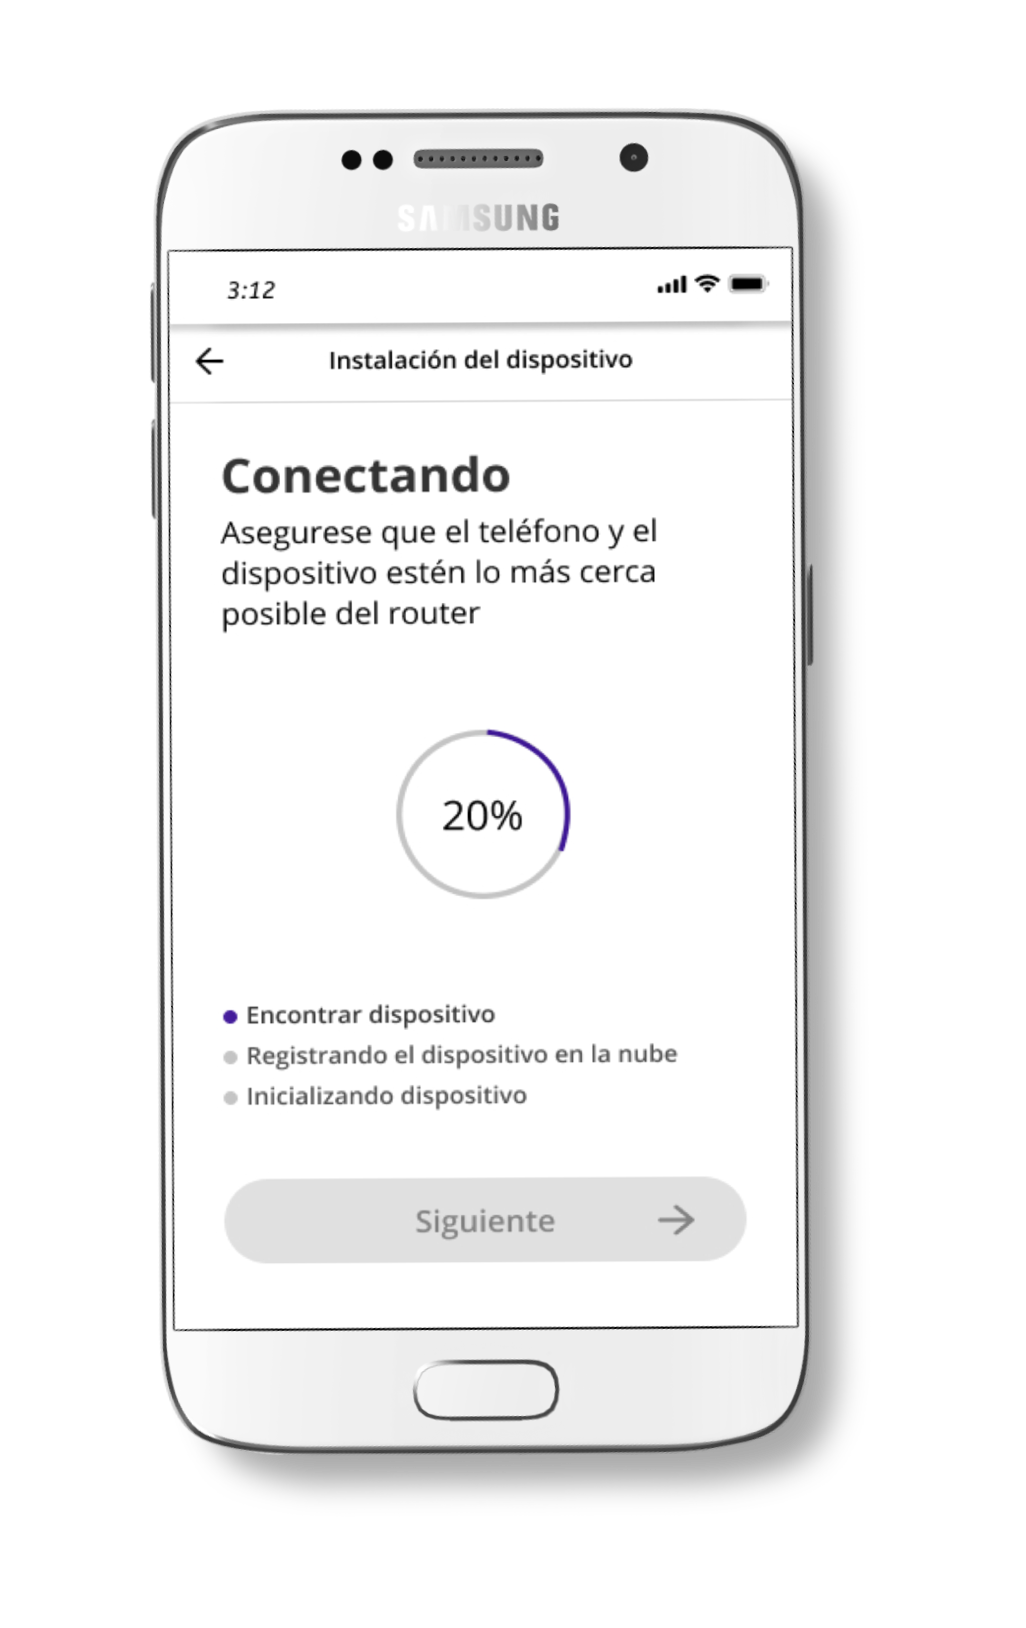 SAMSUNG
3:12
Instalación del dispositivo
Conectando
Asegurese que el teléfono y el
dispositivo estén lo más cerca
posible del router
20%
Encontrar dispositivo
Registrando el dispositivo en la nube
Inicializando dispositivo
Siguiente